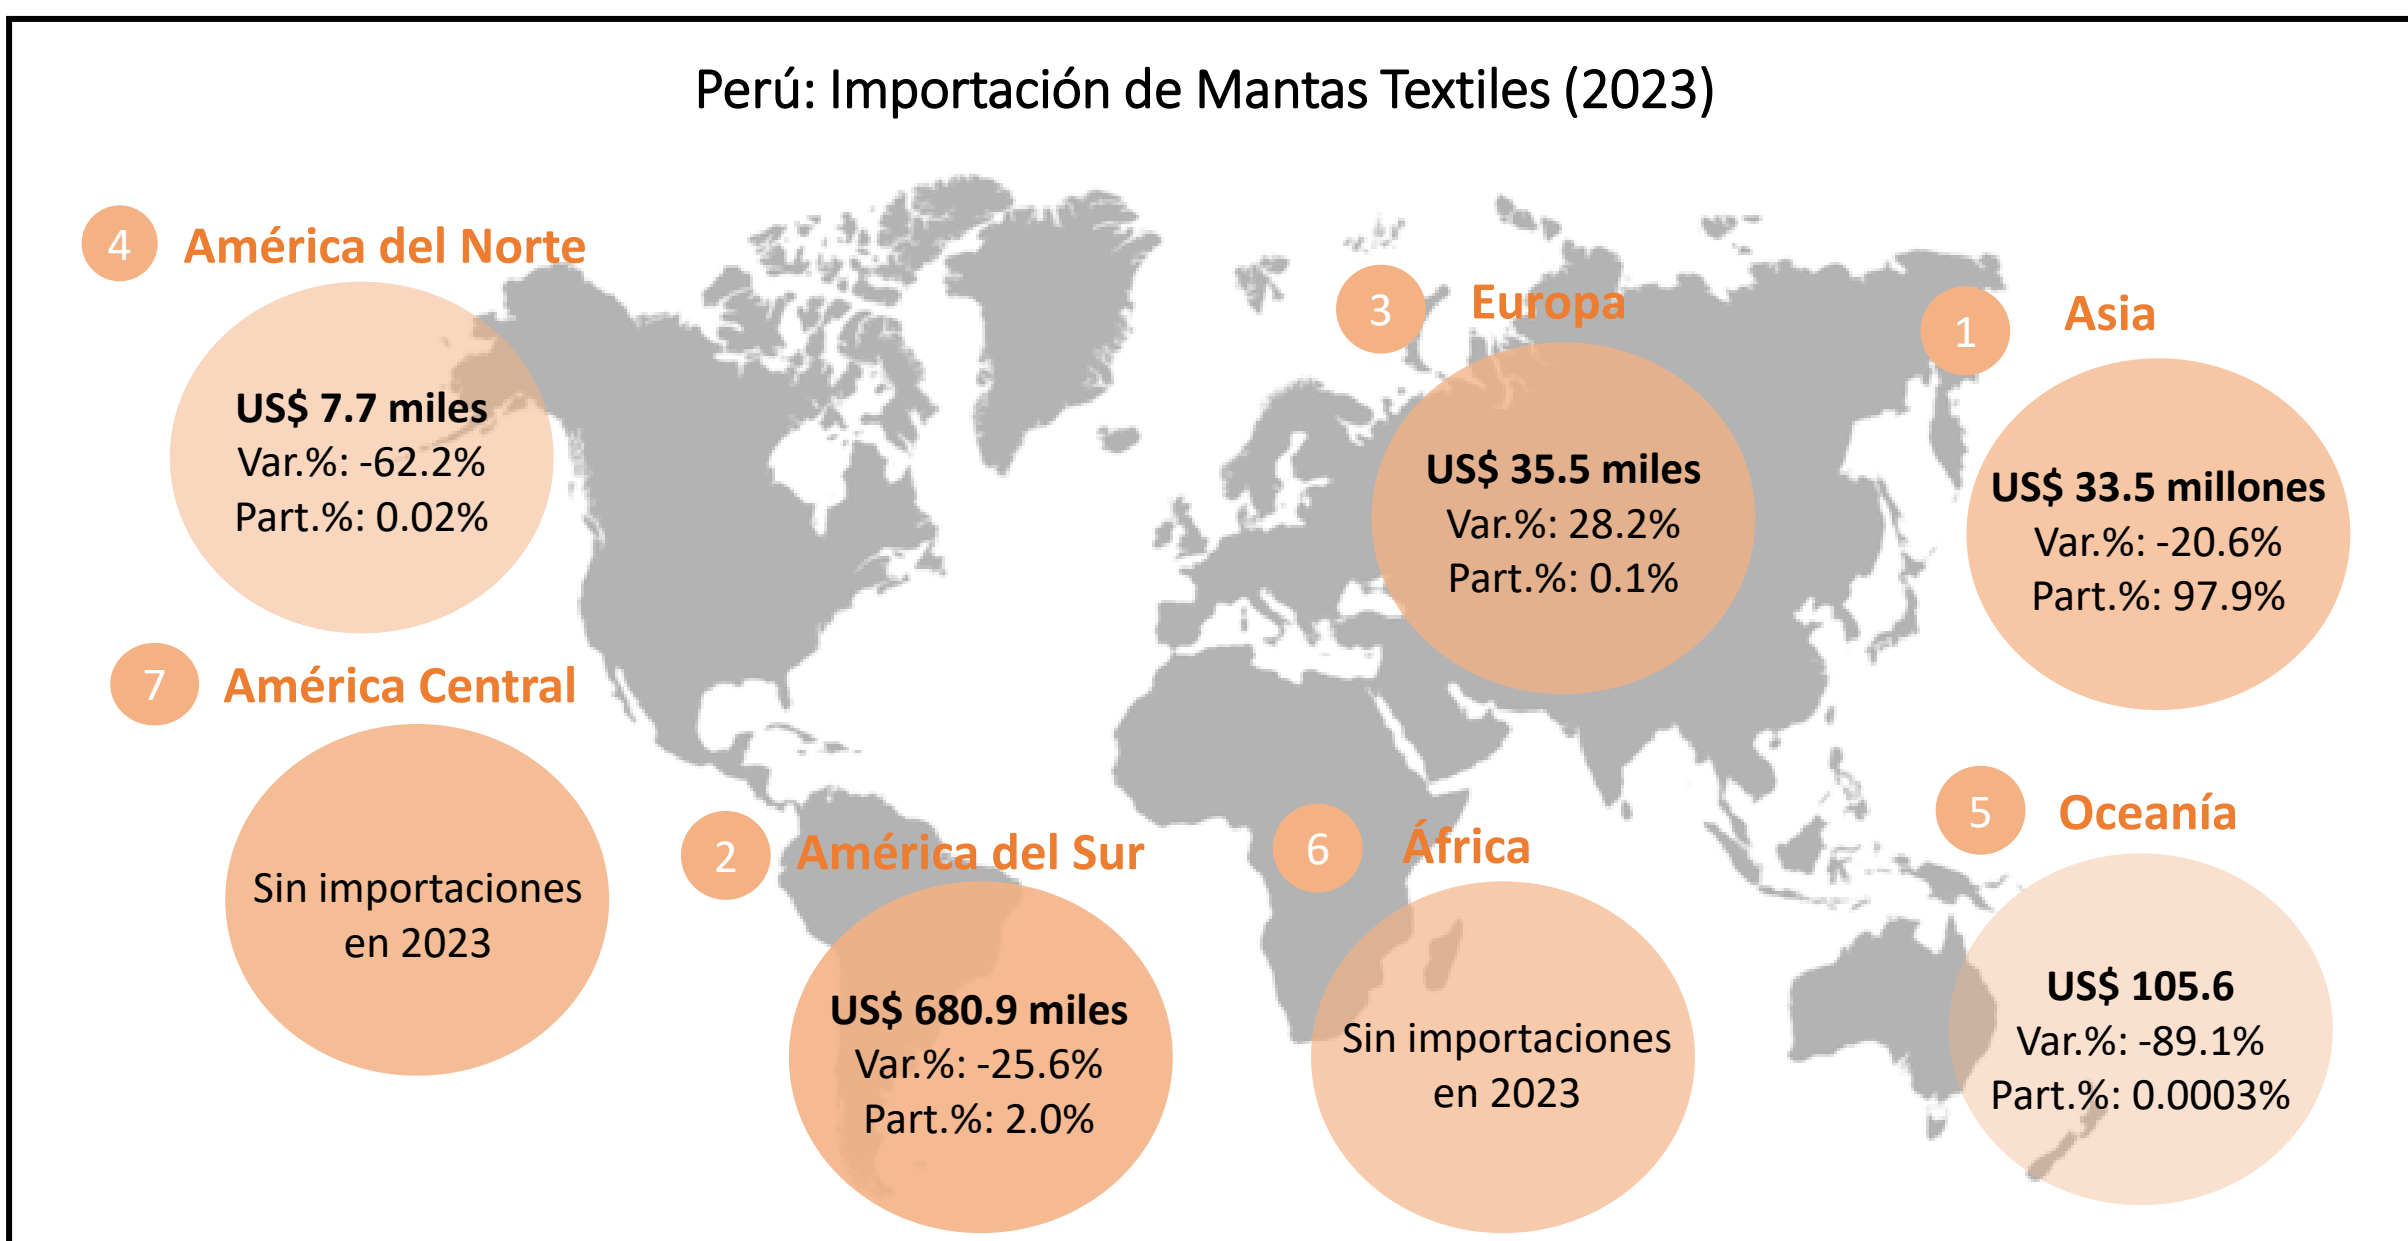 Perú: Importación de Mantas Textiles (2023)
4
América del Norte
US$ 7.7 miles
Var.%: -62.2%
Part.%: 0.02%
3
Europa
US$ 35.5 miles
Var.%: 28.2%
Part.%: 0.1%
1
Asia
US$ 33.5 millones
Var.%: -20.6%
Part.%: 97.9%
7
América Central
Sin importaciones
en 2023
2
América del Sur
US$ 680.9 miles
Var.%: -25.6%
Part.%: 2.0%
6
África
Sin importaciones
en 2023
5
Oceanía
US$ 105.6
Var.%: -89.1%
Part.%: 0.0003%